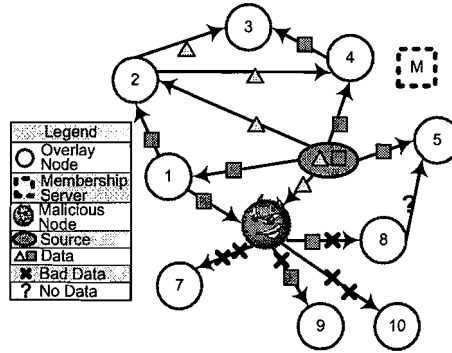 3
4
M
2
5
Legend
Overlay
Node
Membership
Server
Malicious
Node
Source
Data
Bad Data
? No Data
1
?
8
7
9
10